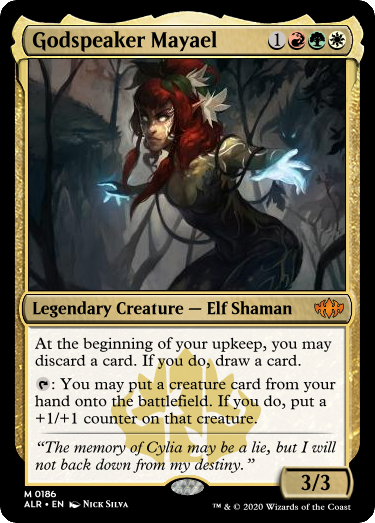 Godspeaker Mayael 1
Legendary Creature — Elf Shaman
At the beginning of your upkeep, you may
discard a card. If you do, draw a card.
: You may put a creature card from your
hand onto the battlefield. If you do, put a
+1/+1 counter on that creature.
“The memory of Cylia may be a lie, but I will
not back down from my destiny.”
3/3
M 0186
ALR • EN Nick Silva
™ & © 2020 Wizards of the Coast